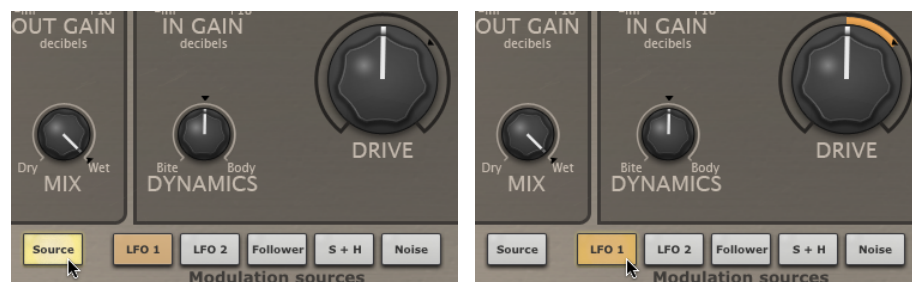 OUT GAIN
decibels
IN GAIN
decibels
DRIVE
Dry
Wet
MIX
Bite
Body
DYNAMICS
Source
LFO 1
LFO 2
Follower
S + H
Noise
Modulation sources
OUT GAIN
decibels
IN GAIN
decibels
DRIVE
Dry
Wet
MIX
Bite
Body
DYNAMICS
Source
LFO 1
LFO 2
Follower
S + H
Noise
Modulation sources